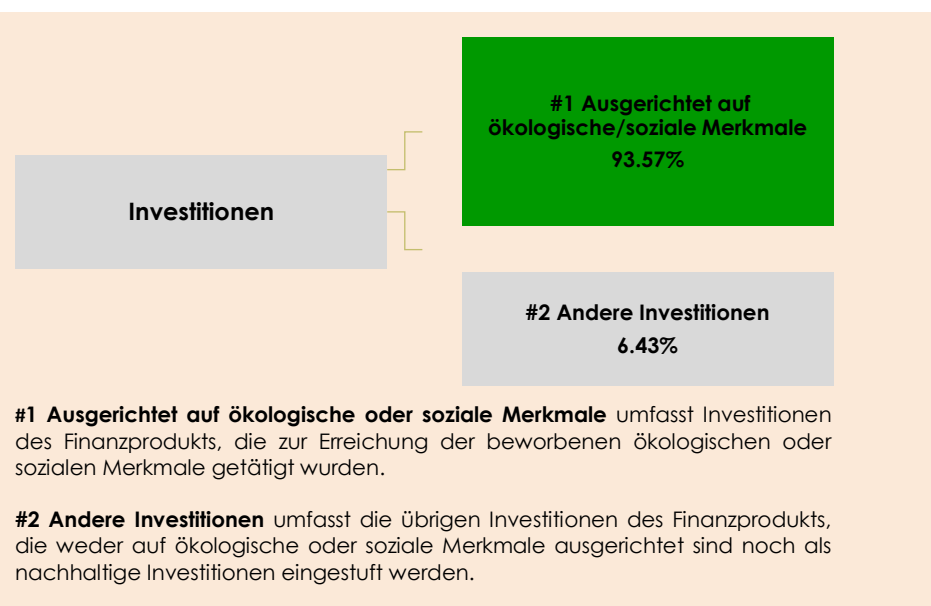 #1 Ausgerichtet auf
ökologische/soziale Merkmale
93.57%
Investitionen
#2 Andere Investitionen
6.43%
#1 Ausgerichtet auf ökologische oder soziale Merkmale umfasst Investitionen
des Finanzprodukts, die zur Erreichung der beworbenen ökologischen oder
sozialen Merkmale getätigt wurden.
#2 Andere Investitionen umfasst die übrigen Investitionen des Finanzprodukts,
die weder auf ökologische oder soziale Merkmale ausgerichtet sind noch als
nachhaltige Investitionen eingestuft werden.